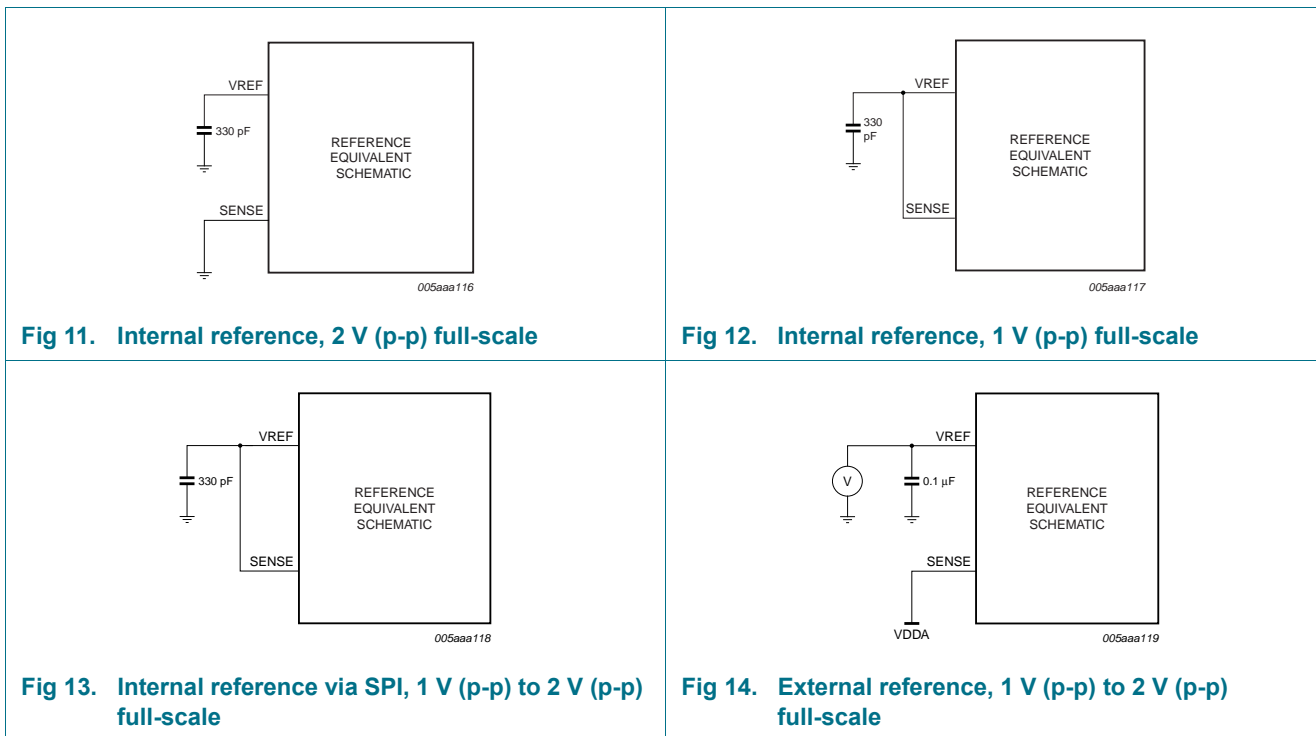 VREF
330 pF
REFERENCE
EQUIVALENT
SCHEMATIC
SENSE
005aaa116
Fig 11. Internal reference, 2 V (p-p) full-scale
VREF
330
pF
REFERENCE
EQUIVALENT
SCHEMATIC
SENSE
005aaa117
Fig 12. Internal reference, 1 V (p-p) full-scale
VREF
330 pF
REFERENCE
EQUIVALENT
SCHEMATIC
SENSE
005aaa118
Fig 13. Internal reference via SPI, 1 V (p-p) to 2 V (p-p)
full-scale
VREF
V
0.1 μF
REFERENCE
EQUIVALENT
SCHEMATIC
SENSE
VDDA
005aaa119
Fig 14. External reference, 1 V (p-p) to 2 V (p-p)
full-scale